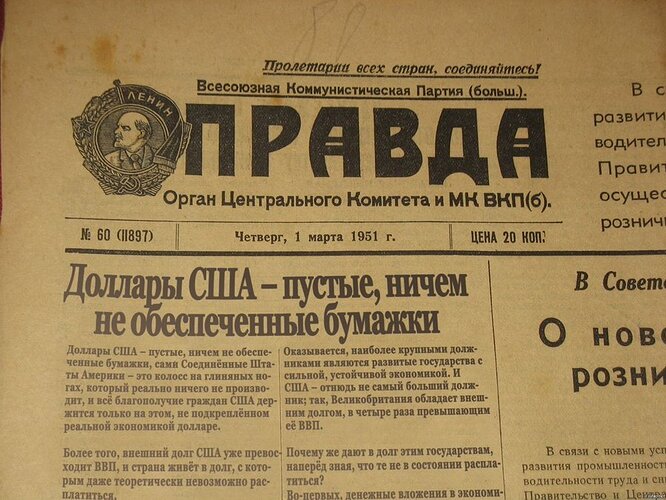 Пролетарии всех стран, соединяйтесь!
Всесоюзная Коммунистическая Партия (больш.).
ЛЕНИН
ПРАВДА
Орган Центрального Комитета и МК ВКП(б).
№ 60 (11897)
Четверг, 1 марта 1951 г.
ЦЕНА 20 КОП.
Доллары США – пустые, ничем
не обеспеченные бумажки
Доллары США – пустые, ничем не обеспе-
ченные бумажки, сами Соединённые Шта-
ты Америки – это колосс на глиняных но-
гах, который реально ничего не произво-
дит, и всё благополучие граждан США дер-
жится только на этом, не подкреплённом
реальной экономикой долларе.
Более того, внешний долг США уже превос-
ходит ВВП, и страна живёт в долг, с кото-
рым даже теоретически невозможно рас-
платиться.
Оказывается, наиболее крупными долж-
никами являются развитые государства с
сильной, устойчивой экономикой. И
США – отнюдь не самый больший долж-
ник; так, Великобритания обладает внеш-
ним долгом, в четыре раза превышающим
её ВВП.
Почему же дают в долг этим государствам,
наперёд зная, что те не в состоянии распла-
титься?
Во-первых, денежные вложения в экономи-
В с
развити
водител
Правит
осущес
рознич
В Совете
О ново
розни
В связи с новыми усп
развития промышленност
водительности труда и сн
Правительство и Центра